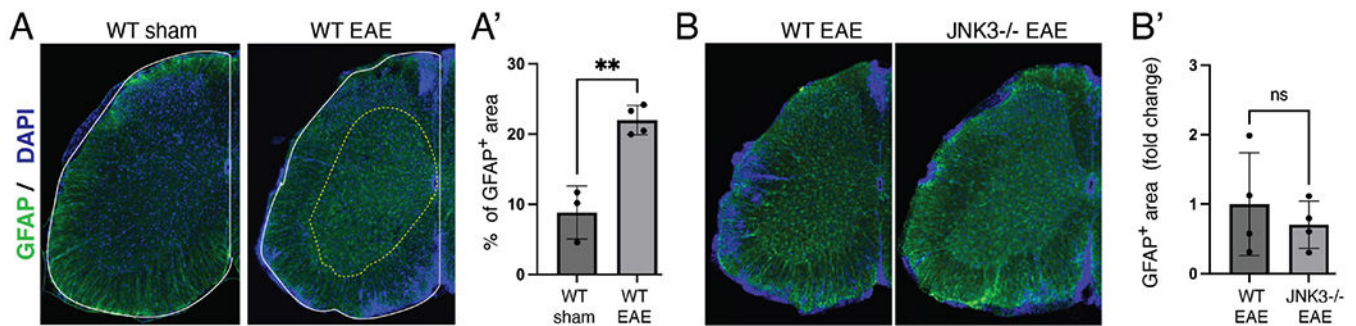 A
WT sham
WT EAE
GFAP / DAPI
A'
% of GFAP⁺ area
30
20
10
0
**
WT
sham
WT
EAE
B
WT EAE
JNK3-/- EAE
B'
GFAP⁺ area (fold change)
3
2
1
0
ns
WT
EAE
JNK3-/-
EAE